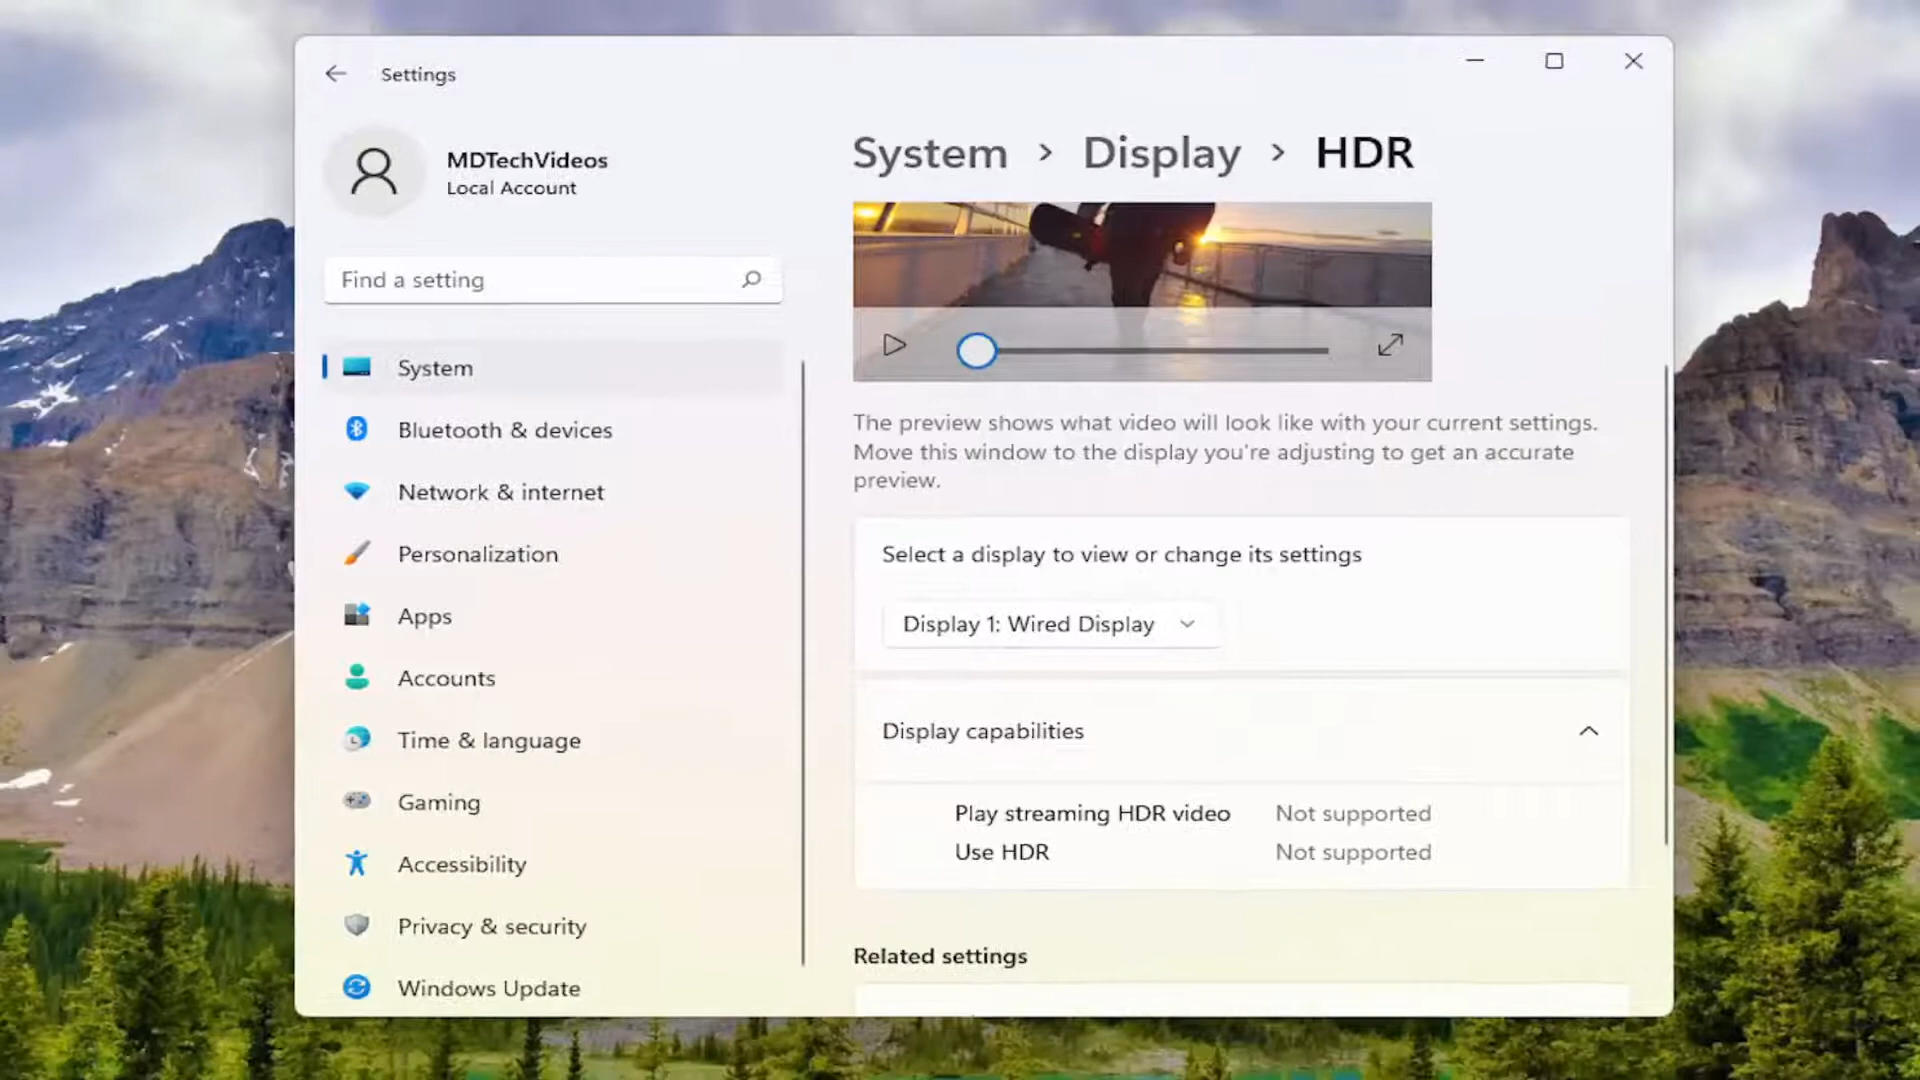 Settings
MDTechVideos
Local Account
Find a setting
System
Bluetooth & devices
Network & internet
Personalization
Apps
Accounts
Time & language
Gaming
Accessibility
Privacy & security
Windows Update
System > Display > HDR
The preview shows what video will look like with your current settings.
Move this window to the display you're adjusting to get an accurate
preview.
Select a display to view or change its settings
Display 1: Wired Display
Display capabilities
Play streaming HDR video Not supported
Use HDR Not supported
Related settings